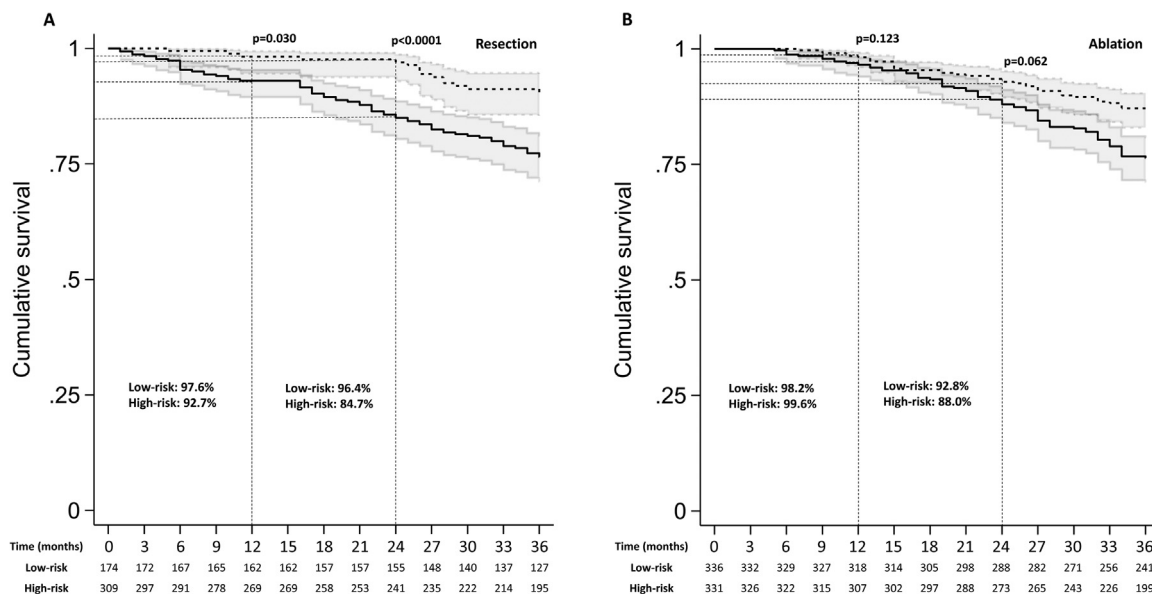 A
p=0.030
p<0.0001
Resection
1
.75
.5
.25
0
Cumulative survival
Low-risk: 97.6%
High-risk: 92.7%
Low-risk: 96.4%
High-risk: 84.7%
Time (months) 0 3 6 9 12 15 18 21 24 27 30 33 36
Low-risk 174 172 167 165 162 162 157 157 155 148 140 137 127
High-risk 309 297 291 278 269 269 258 253 241 235 222 214 195
B
p=0.123
p=0.062
Ablation
1
.75
.5
.25
0
Cumulative survival
Low-risk: 98.2%
High-risk: 99.6%
Low-risk: 92.8%
High-risk: 88.0%
Time (months) 0 3 6 9 12 15 18 21 24 27 30 33 36
Low-risk 336 332 329 327 318 314 305 298 288 282 271 256 241
High-risk 331 326 322 315 307 302 297 288 273 265 243 226 199